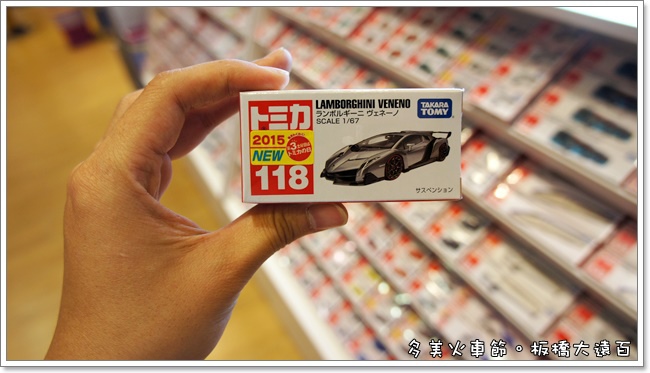 トミカ
2015
NEW
118
LAMBORGHINI VENENO
ランボルギーニ ヴェネーノ
SCALE 1/67
TAKARA
TOMY
サスペンション
多美火車節。板橋大遠百